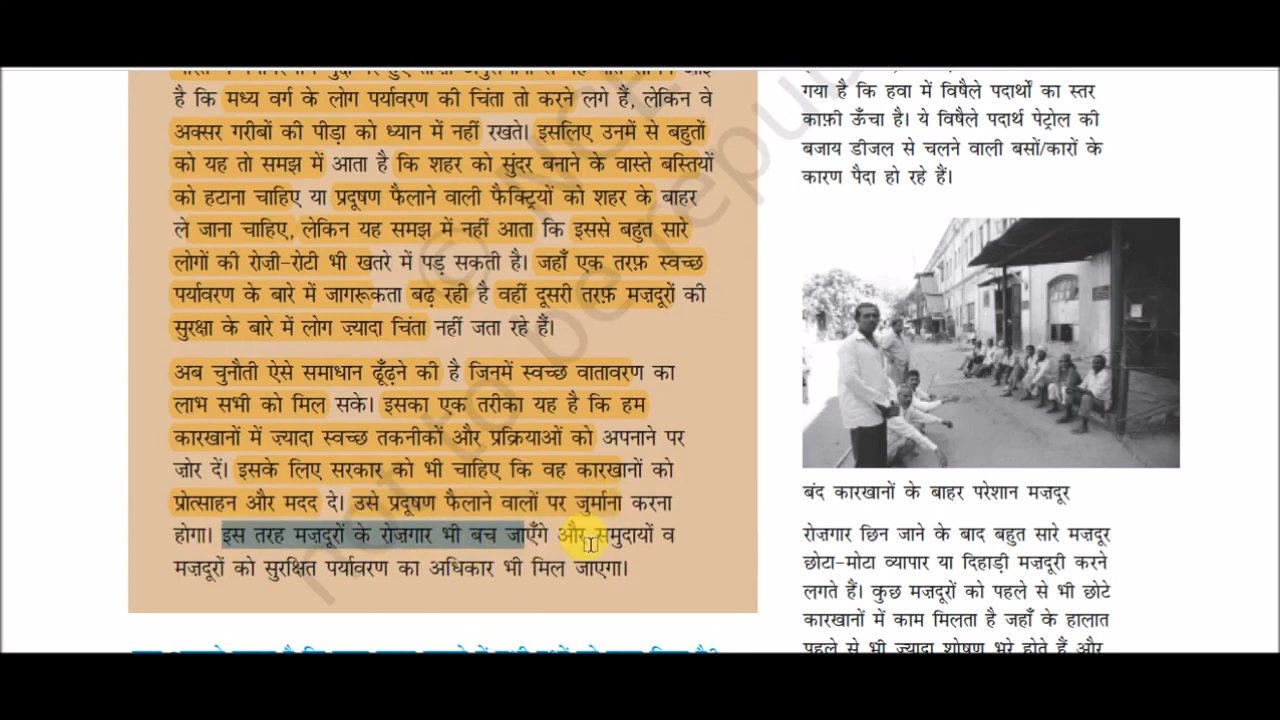 है कि मध्य वर्ग के लोग पर्यावरण की चिंता तो करने लगे हैं, लेकिन वे
अक्सर गरीबों की पीड़ा को ध्यान में नहीं रखते। इसलिए उनमें से बहुतों
को यह तो समझ में आता है कि शहर को सुंदर बनाने के वास्ते बस्तियों
को हटाना चाहिए या प्रदूषण फैलाने वाली फैक्ट्रियों को शहर के बाहर
ले जाना चाहिए, लेकिन यह समझ में नहीं आता कि इससे बहुत सारे
लोगों की रोज़ी-रोटी भी खतरे में पड़ सकती है। जहाँ एक तरफ़ स्वच्छ
पर्यावरण के बारे में जागरूकता बढ़ रही है वहीं दूसरी तरफ़ मज़दूरों की
सुरक्षा के बारे में लोग ज़्यादा चिंता नहीं जता रहे हैं।
अब चुनौती ऐसे समाधान ढूँढ़ने की है जिनमें स्वच्छ वातावरण का
लाभ सभी को मिल सके। इसका एक तरीका यह है कि हम
कारखानों में ज़्यादा स्वच्छ तकनीकों और प्रक्रियाओं को अपनाने पर
ज़ोर दें। इसके लिए सरकार को भी चाहिए कि वह कारखानों को
प्रोत्साहन और मदद दे। उसे प्रदूषण फैलाने वालों पर जुर्माना करना
होगा। इस तरह मज़दूरों के रोज़गार भी बच जाएँगे और समुदायों व
मज़दूरों को सुरक्षित पर्यावरण का अधिकार भी मिल जाएगा।
गया है कि हवा में विषैले पदार्थों का स्तर
काफ़ी ऊँचा है। ये विषैले पदार्थ पेट्रोल की
बजाय डीजल से चलने वाली बसों/कारों के
कारण पैदा हो रहे हैं।
बंद कारखानों के बाहर परेशान मज़दूर
रोज़गार छिन जाने के बाद बहुत सारे मज़दूर
छोटा-मोटा व्यापार या दिहाड़ी मज़दूरी करने
लगते हैं। कुछ मज़दूरों को पहले से भी छोटे
कारखानों में काम मिलता है जहाँ के हालात
पहले से भी ज़्यादा शोषण भरे होते हैं और
not to be republ